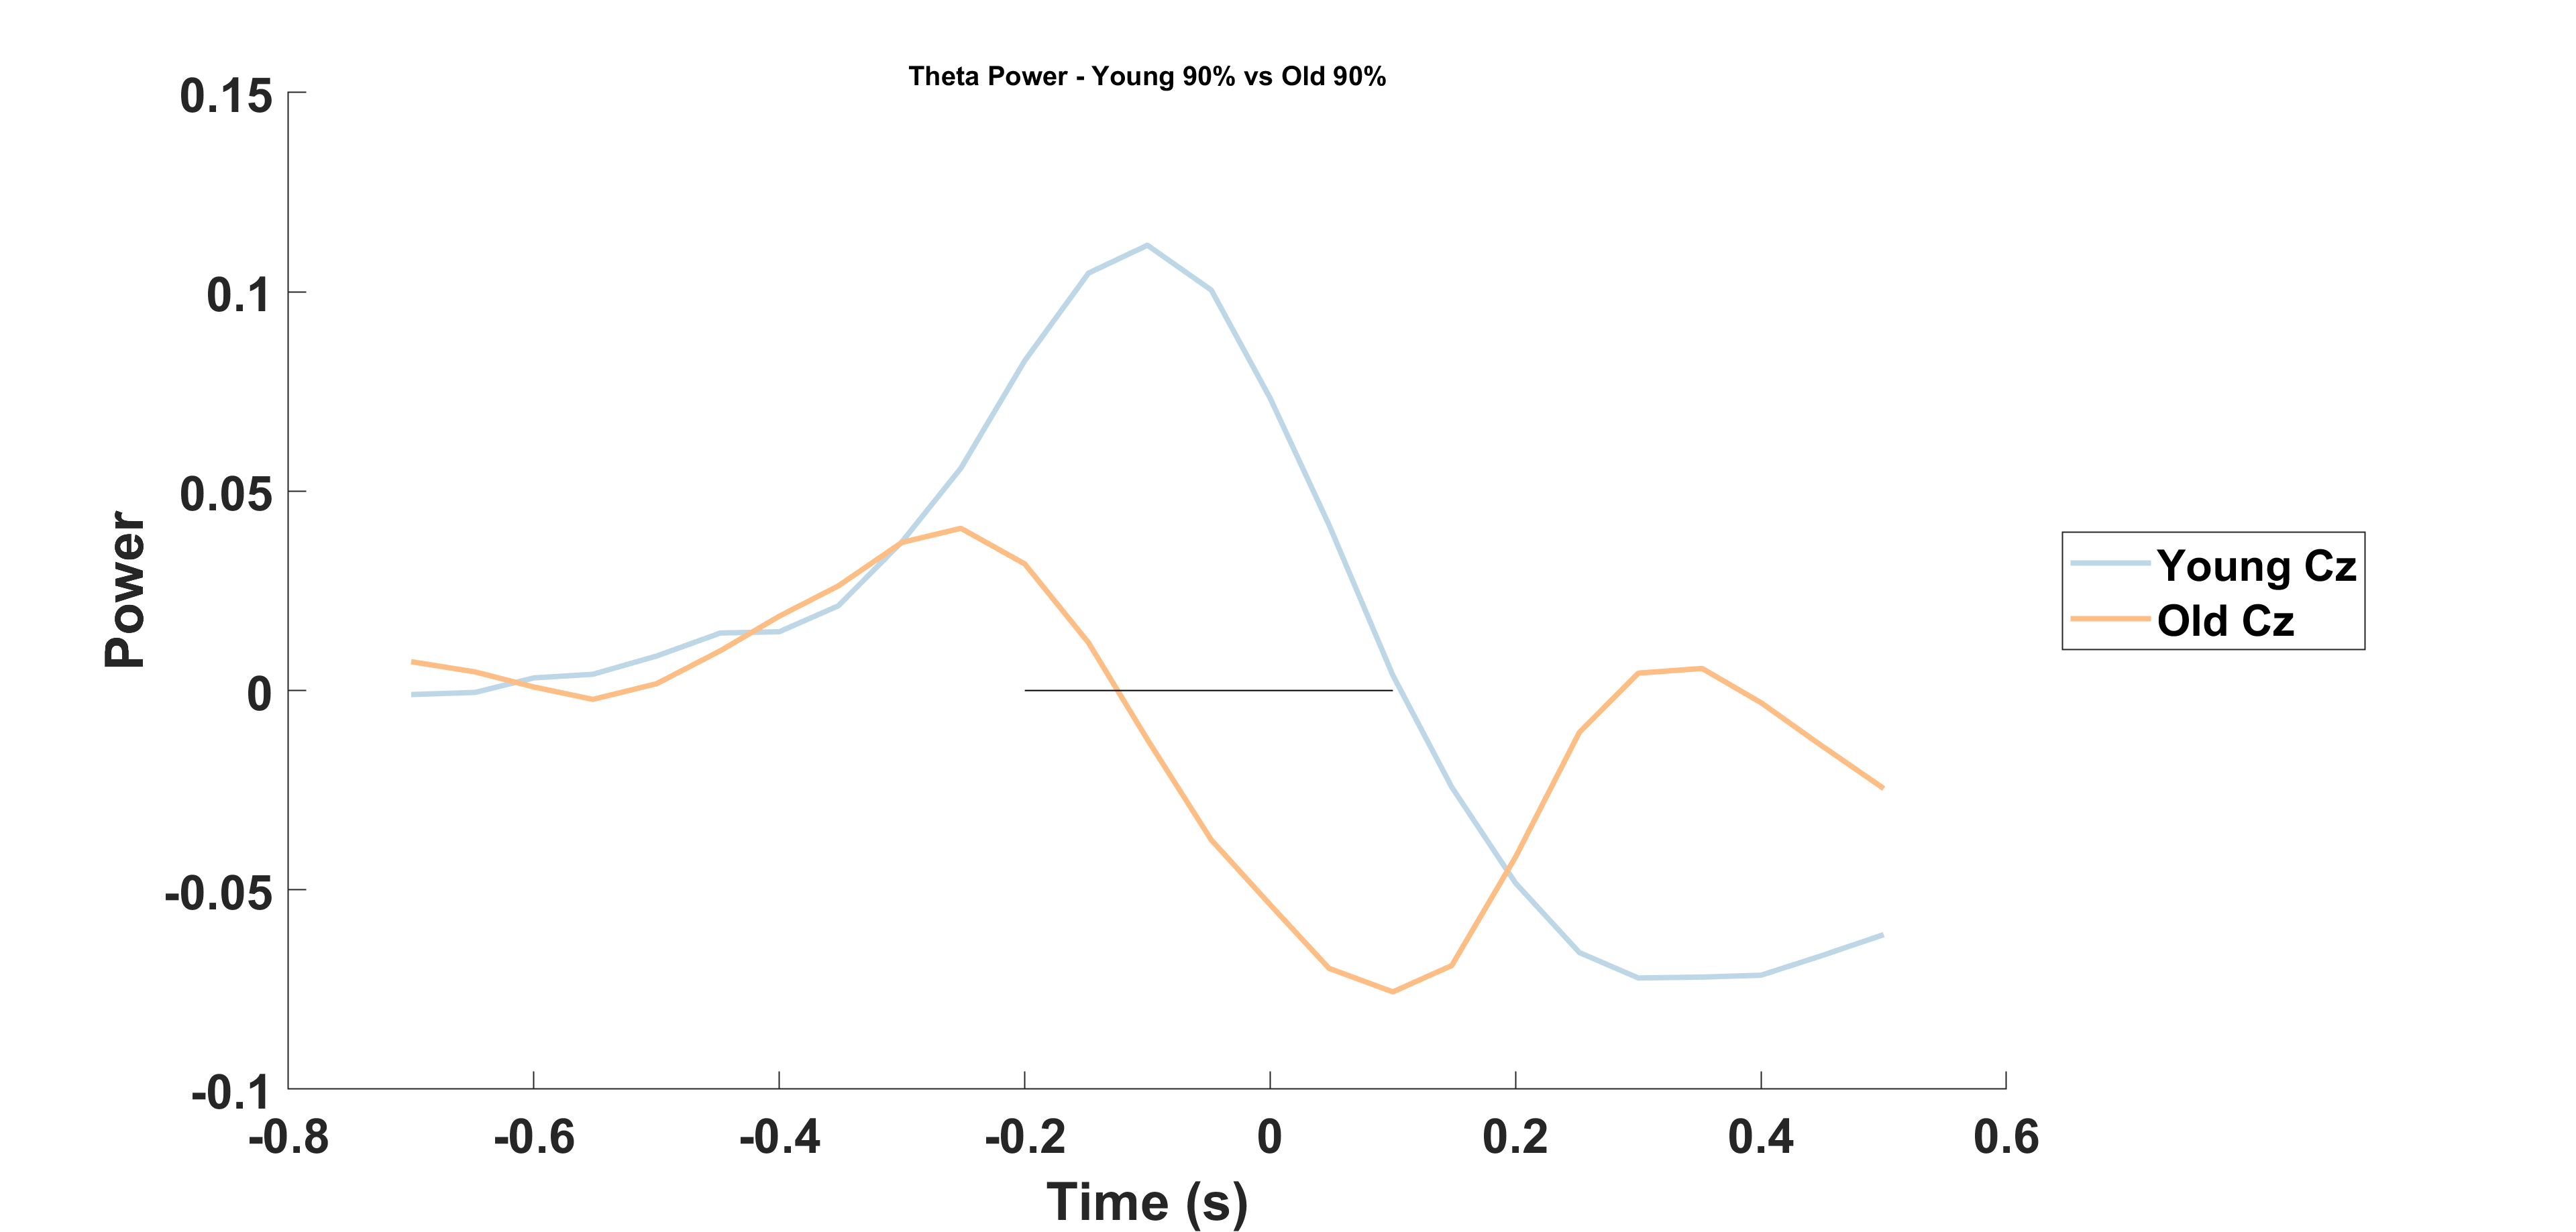 Theta Power - Young 90% vs Old 90%
0.15
0.1
0.05
0
-0.05
-0.1
Power
-0.8 -0.6 -0.4 -0.2 0 0.2 0.4 0.6
Time (s)
Young Cz
Old Cz